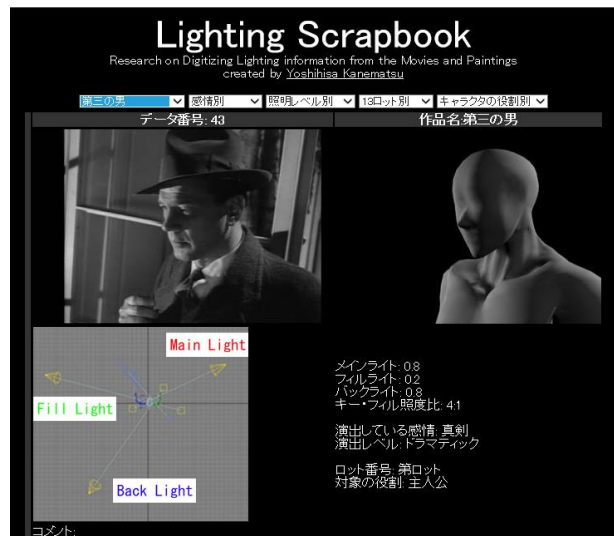 Lighting Scrapbook
Research on Digitizing Lighting information from the Movies and Paintings
created by Yoshihisa Kanematsu
第三の男 感情別 照明レベル別 13ロット別 キャラクタの役割別
データ番号: 43 作品名:第三の男
Main Light
Fill Light
Back Light
メインライト: 0.8
フィルライト: 0.2
バックライト: 0.8
キー・フィル照度比: 4:1
演出している感情: 真剣
演出レベル: ドラマティック
ロット番号: 第ロット
対象の役割: 主人公
コメント: